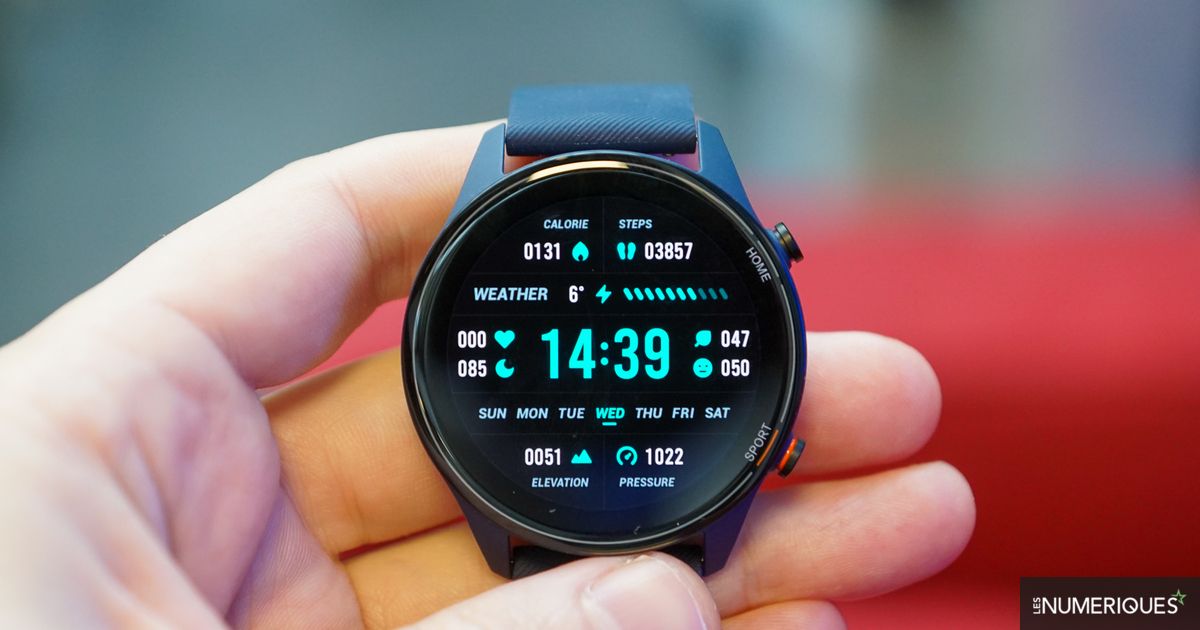 CALORIE STEPS
0131 03857
HOME
WEATHER 6°
000 14:39 047
085 050
SUN MON TUE WED THU FRI SAT
SPORT
0051 1022
ELEVATION PRESSURE
LES NUMERIQUES